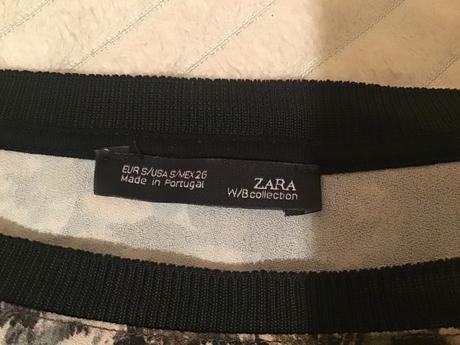 EUR S/USA S/MEX 26
Made in Portugal
ZARA
W/B collection